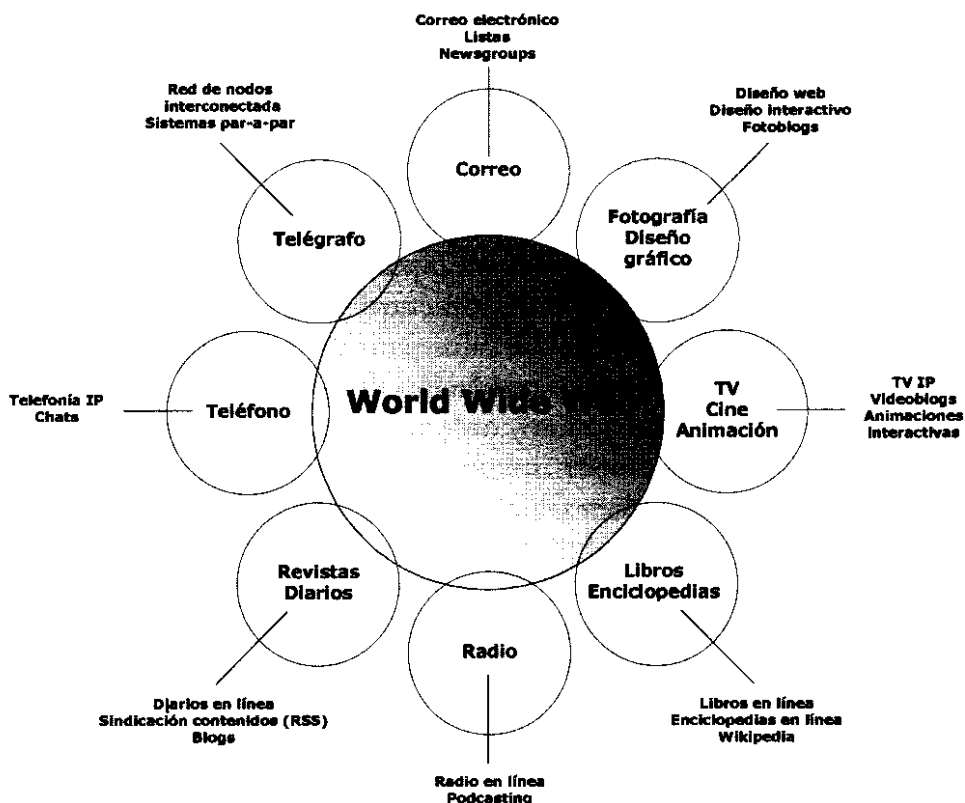 Correo electrónico
Listas
Newsgroups
Red de nodos
interconectada
Sistemas par-a-par
Diseño web
Diseño interactivo
Fotoblogs
Correo
Telégrafo
Fotografía
Diseño
gráfico
Telefonía IP
Chats
Teléfono
World Wide
TV
Cine
Animación
TV IP
Videoblogs
Animaciones
interactivas
Revistas
Diarios
Libros
Enciclopedias
Radio
Diarios en línea
Sindicación contenidos (RSS)
Blogs
Libros en línea
Enciclopedias en línea
Wikipedia
Radio en línea
Podcasting